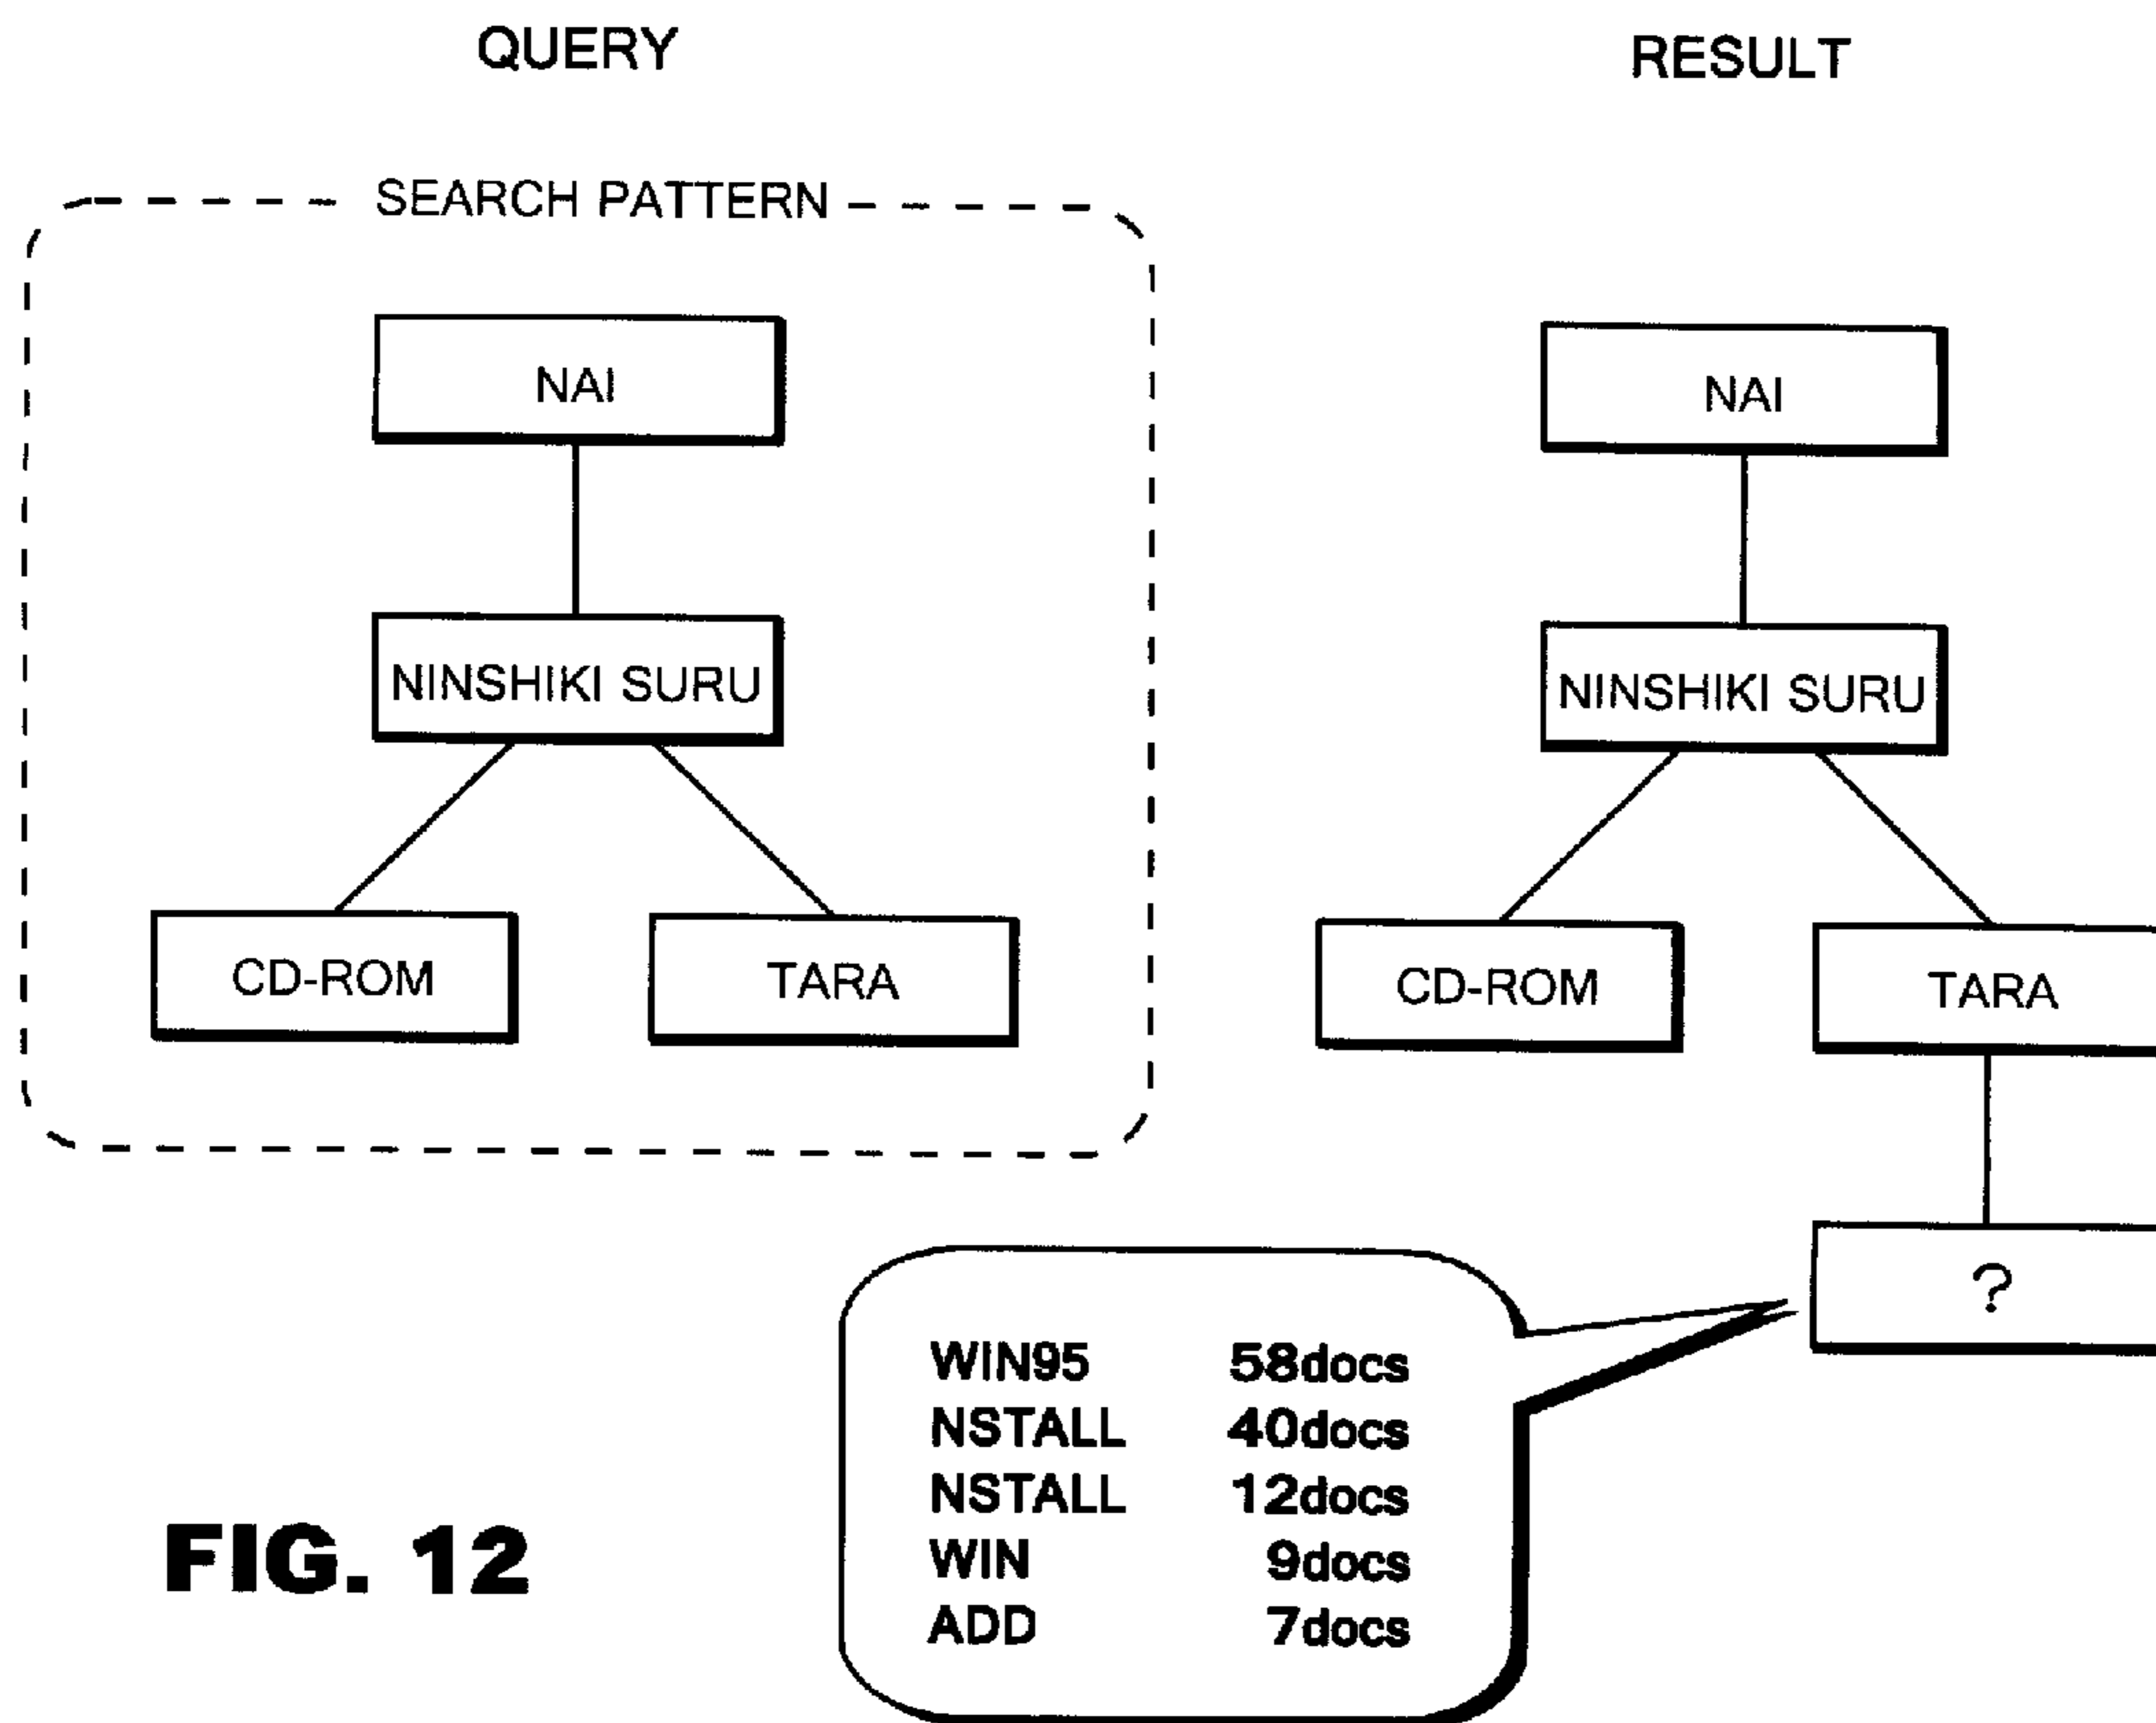 QUERY
SEARCH PATTERN
NAI
NINSHIKI SURU
CD-ROM TARA
RESULT
NAI
NINSHIKI SURU
CD-ROM TARA
?
WIN95 58docs
NSTALL 40docs
NSTALL 12docs
WIN 9docs
ADD 7docs
FIG. 12